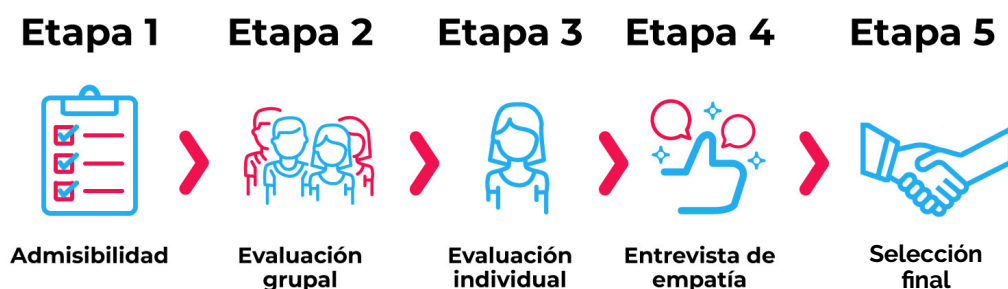 Etapa 1
Etapa 2
Etapa 3
Etapa 4
Etapa 5
Admisibilidad
Evaluación
grupal
Evaluación
individual
Entrevista de
empatía
Selección
final